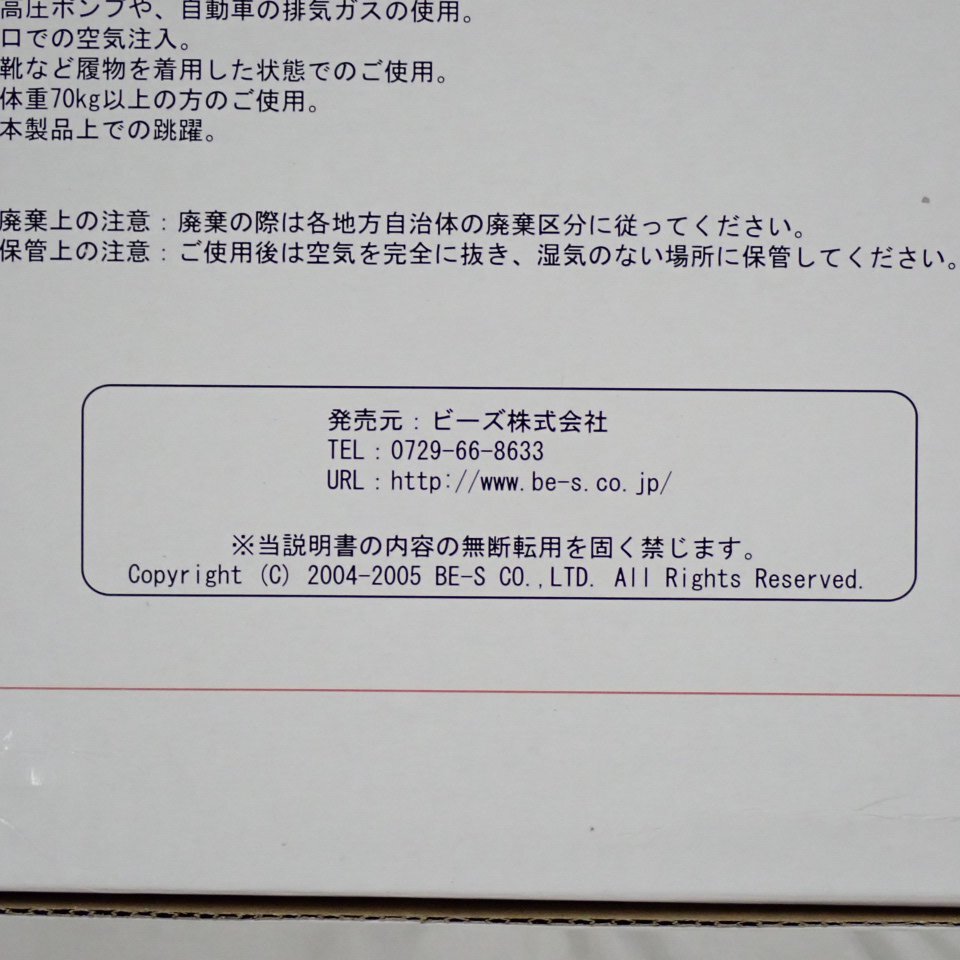 高圧ポンプや、自動車の排気ガスの使用。
口での空気注入。
靴など履物を着用した状態でのご使用。
体重70kg以上の方のご使用。
本製品上での跳躍。
廃棄上の注意：廃棄の際は各地方自治体の廃棄区分に従ってください。
保管上の注意：ご使用後は空気を完全に抜き、湿気のない場所に保管してください。
発売元：ビーズ株式会社
TEL：0729-66-8633
URL：http://www.be-s.co.jp/
※当説明書の内容の無断転用を固く禁じます。
Copyright (C) 2004-2005 BE-S CO.,LTD. All Rights Reserved.